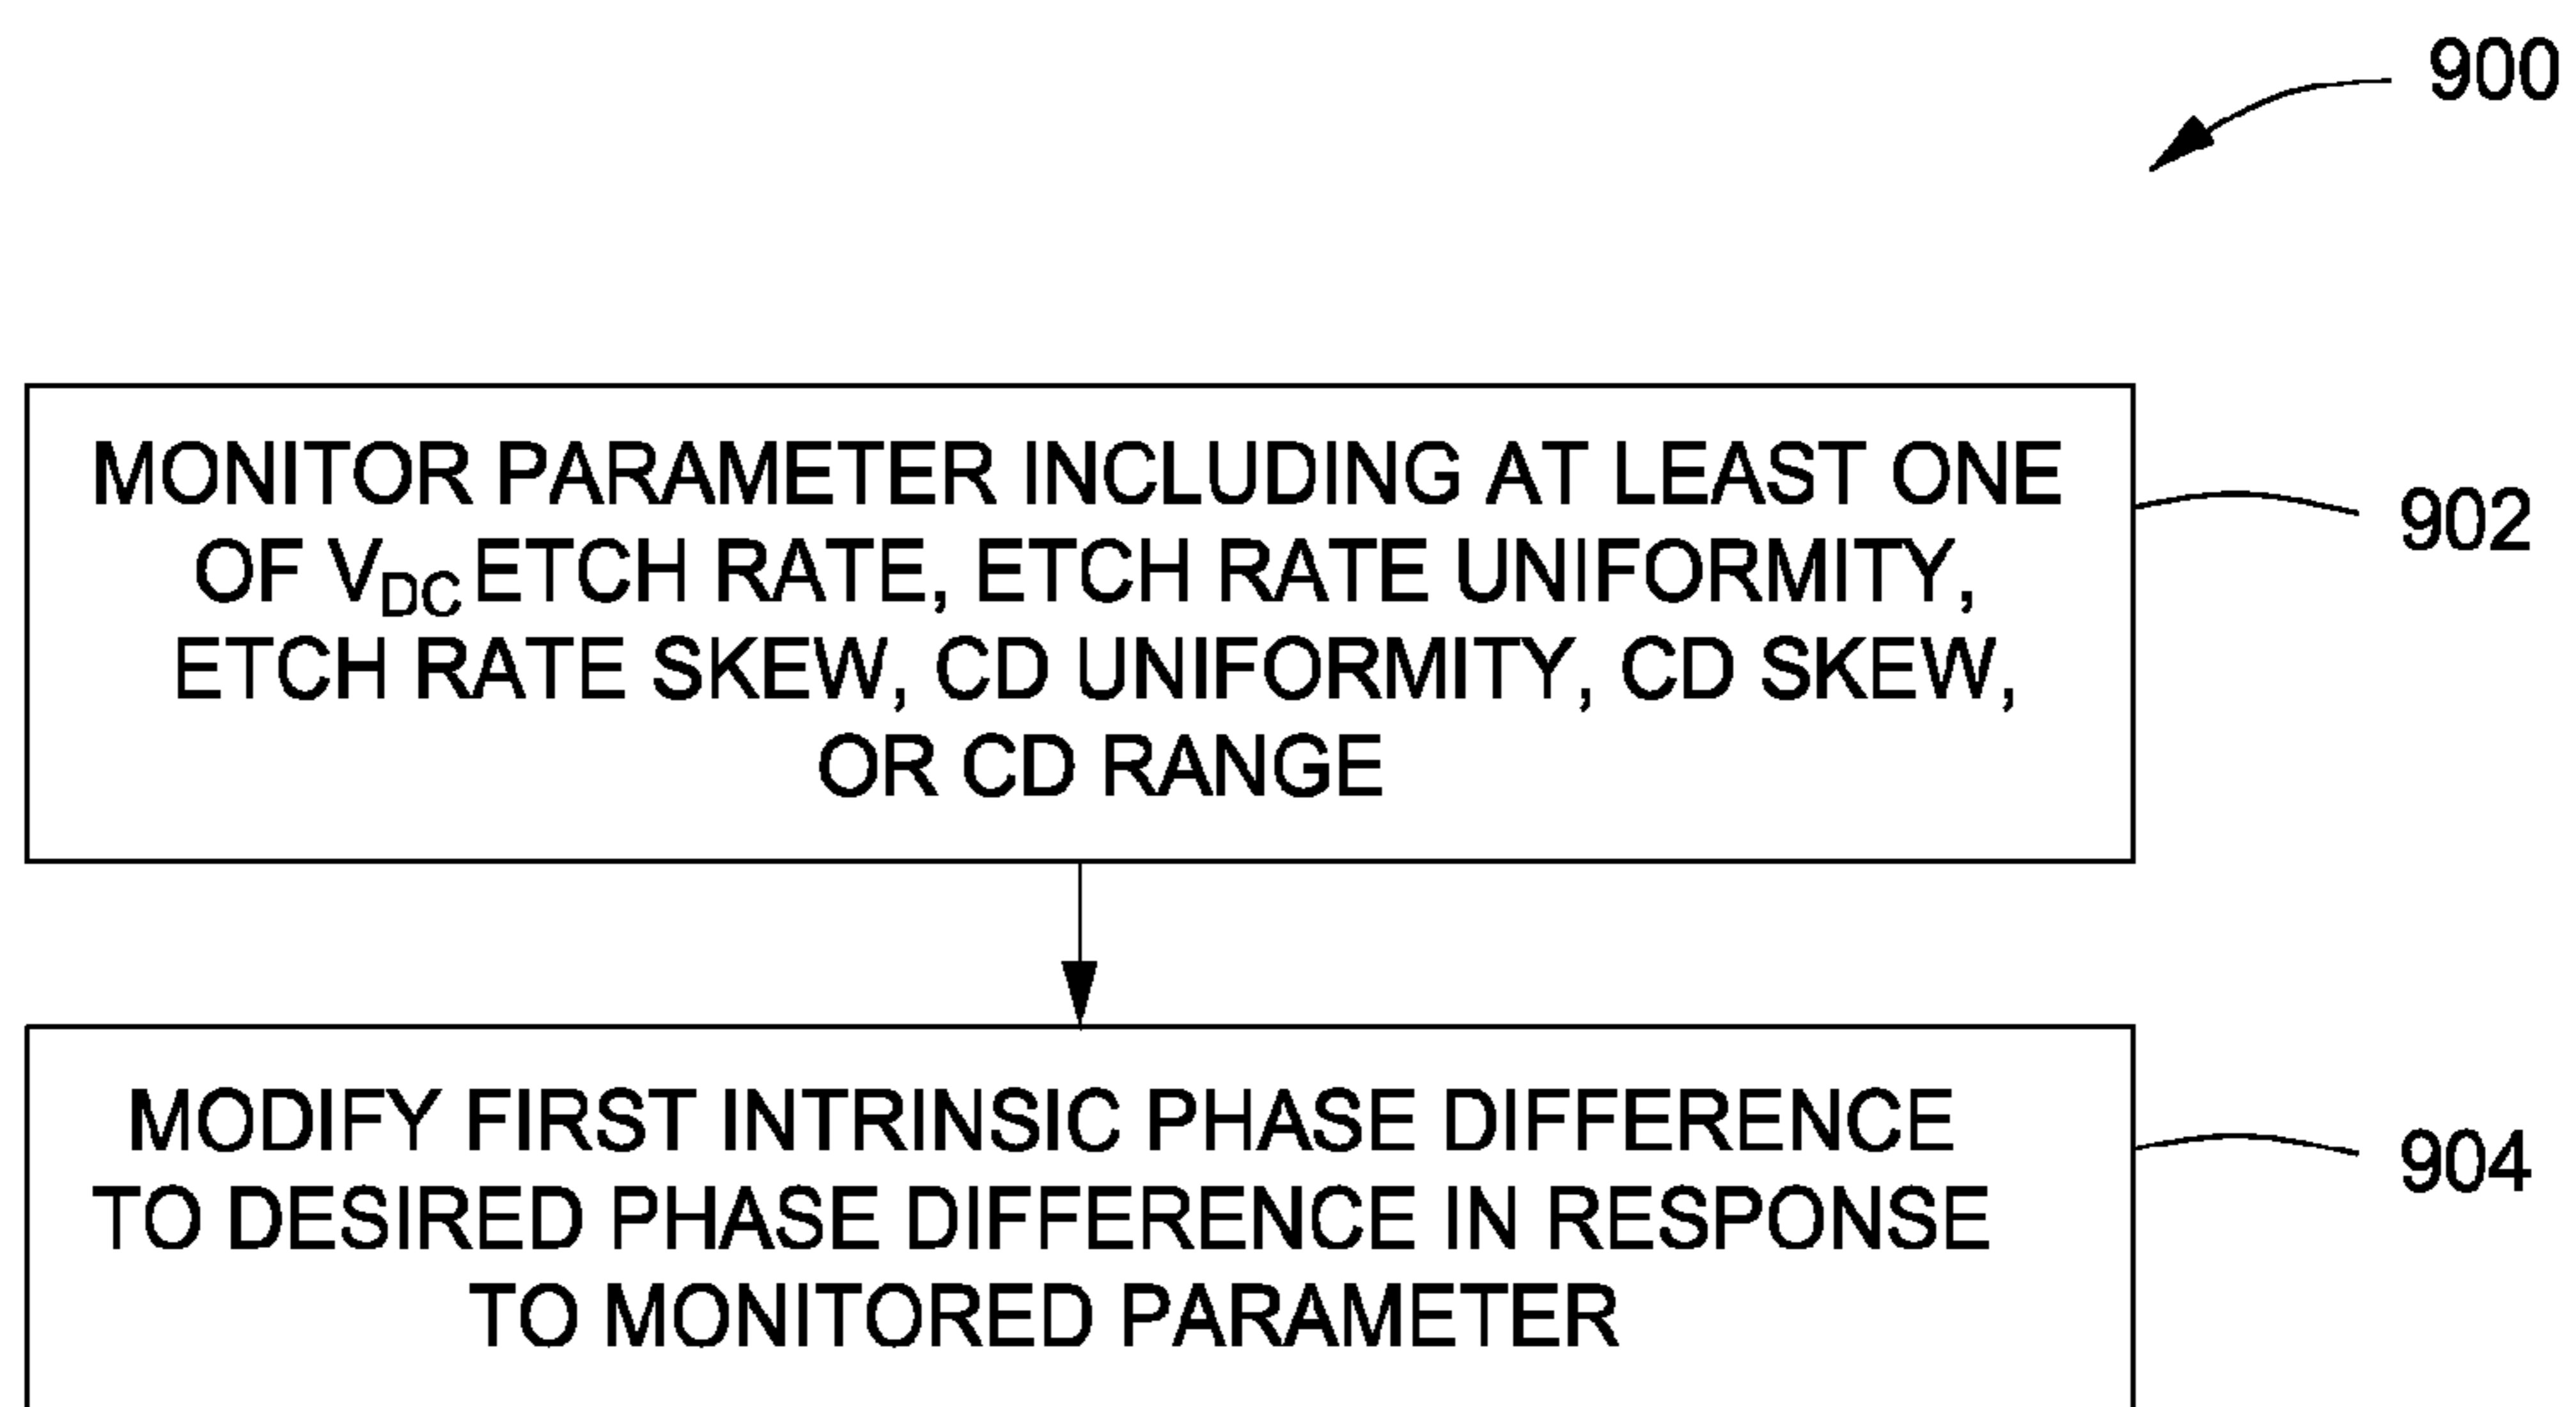 900
MONITOR PARAMETER INCLUDING AT LEAST ONE
OF VDC ETCH RATE, ETCH RATE UNIFORMITY,
ETCH RATE SKEW, CD UNIFORMITY, CD SKEW,
OR CD RANGE
902
MODIFY FIRST INTRINSIC PHASE DIFFERENCE
TO DESIRED PHASE DIFFERENCE IN RESPONSE
TO MONITORED PARAMETER
904